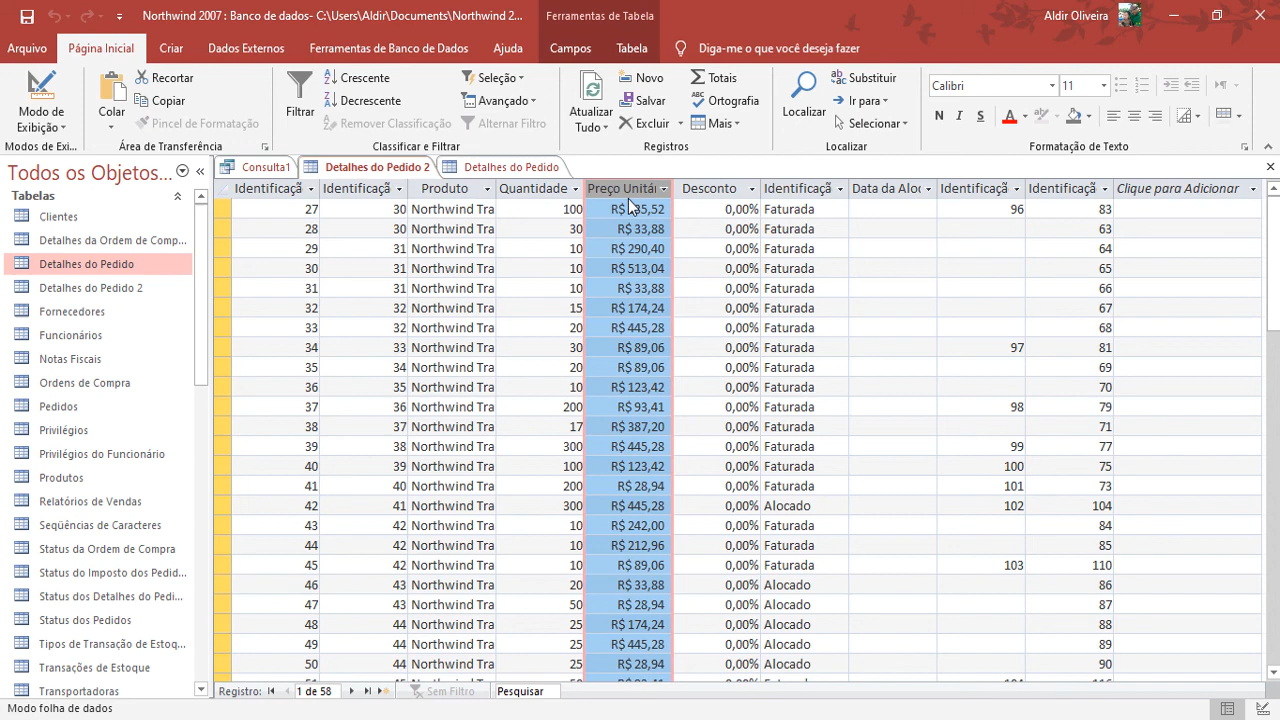 Northwind 2007 : Banco de dados- C:\Users\Aldir\Documents\Northwind 2...
Ferramentas de Tabela
Aldir Oliveira
Arquivo Página Inicial Criar Dados Externos Ferramentas de Banco de Dados Ajuda Campos Tabela Diga-me o que você deseja fazer
Modo de Exibição
Modos de Exi...
Colar
Recortar
Copiar
Pincel de Formatação
Área de Transferência
Filtrar
Crescente
Decrescente
Remover Classificação
Seleção
Avançado
Alternar Filtro
Classificar e Filtrar
Atualizar Tudo
Novo
Salvar
Excluir
Totais
Ortografia
Mais
Registros
Localizar
Substituir
Ir para
Selecionar
Localizar
Calibri 11
N I S A
Formatação de Texto
Todos os Objetos...
Tabelas
Clientes
Detalhes da Ordem de Comp...
Detalhes do Pedido
Detalhes do Pedido 2
Fornecedores
Funcionários
Notas Fiscais
Ordens de Compra
Pedidos
Privilégios
Privilégios do Funcionário
Produtos
Relatórios de Vendas
Seqüências de Caracteres
Status da Ordem de Compra
Status do Imposto dos Pedid...
Status dos Detalhes do Pedi...
Status dos Pedidos
Tipos de Transação de Estoq...
Transações de Estoque
Transportadoras
Consulta1 Detalhes do Pedido 2 Detalhes do Pedido
Identificaçã Identificaçã Produto Quantidade Preço Unitár Desconto Identificaçã Data da Aloc Identificaçã Identificaçã Clique para Adicionar
27 30 Northwind Tra 100 R$ 0,00% Faturada 96 83
28 30 Northwind Tra 30 R$ 33,88 0,00% Faturada 63
29 31 Northwind Tra 10 R$ 290,40 0,00% Faturada 64
30 31 Northwind Tra 10 R$ 513,04 0,00% Faturada 65
31 31 Northwind Tra 10 R$ 33,88 0,00% Faturada 66
32 32 Northwind Tra 15 R$ 174,24 0,00% Faturada 67
33 32 Northwind Tra 20 R$ 445,28 0,00% Faturada 68
34 33 Northwind Tra 30 R$ 89,06 0,00% Faturada 97 81
35 34 Northwind Tra 20 R$ 89,06 0,00% Faturada 69
36 35 Northwind Tra 10 R$ 123,42 0,00% Faturada 70
37 36 Northwind Tra 200 R$ 93,41 0,00% Faturada 98 79
38 37 Northwind Tra 17 R$ 387,20 0,00% Faturada 71
39 38 Northwind Tra 300 R$ 445,28 0,00% Faturada 99 77
40 39 Northwind Tra 100 R$ 123,42 0,00% Faturada 100 75
41 40 Northwind Tra 200 R$ 28,94 0,00% Faturada 101 73
42 41 Northwind Tra 300 R$ 445,28 0,00% Alocado 102 104
43 42 Northwind Tra 10 R$ 242,00 0,00% Faturada 84
44 42 Northwind Tra 10 R$ 212,96 0,00% Faturada 85
45 42 Northwind Tra 10 R$ 89,06 0,00% Faturada 103 110
46 43 Northwind Tra 20 R$ 33,88 0,00% Alocado 86
47 43 Northwind Tra 50 R$ 28,94 0,00% Alocado 87
48 44 Northwind Tra 25 R$ 174,24 0,00% Alocado 88
49 44 Northwind Tra 25 R$ 445,28 0,00% Alocado 89
50 44 Northwind Tra 25 R$ 28,94 0,00% Alocado 90
Registro: 1 de 58 Sem Filtro Pesquisar
Modo folha de dados